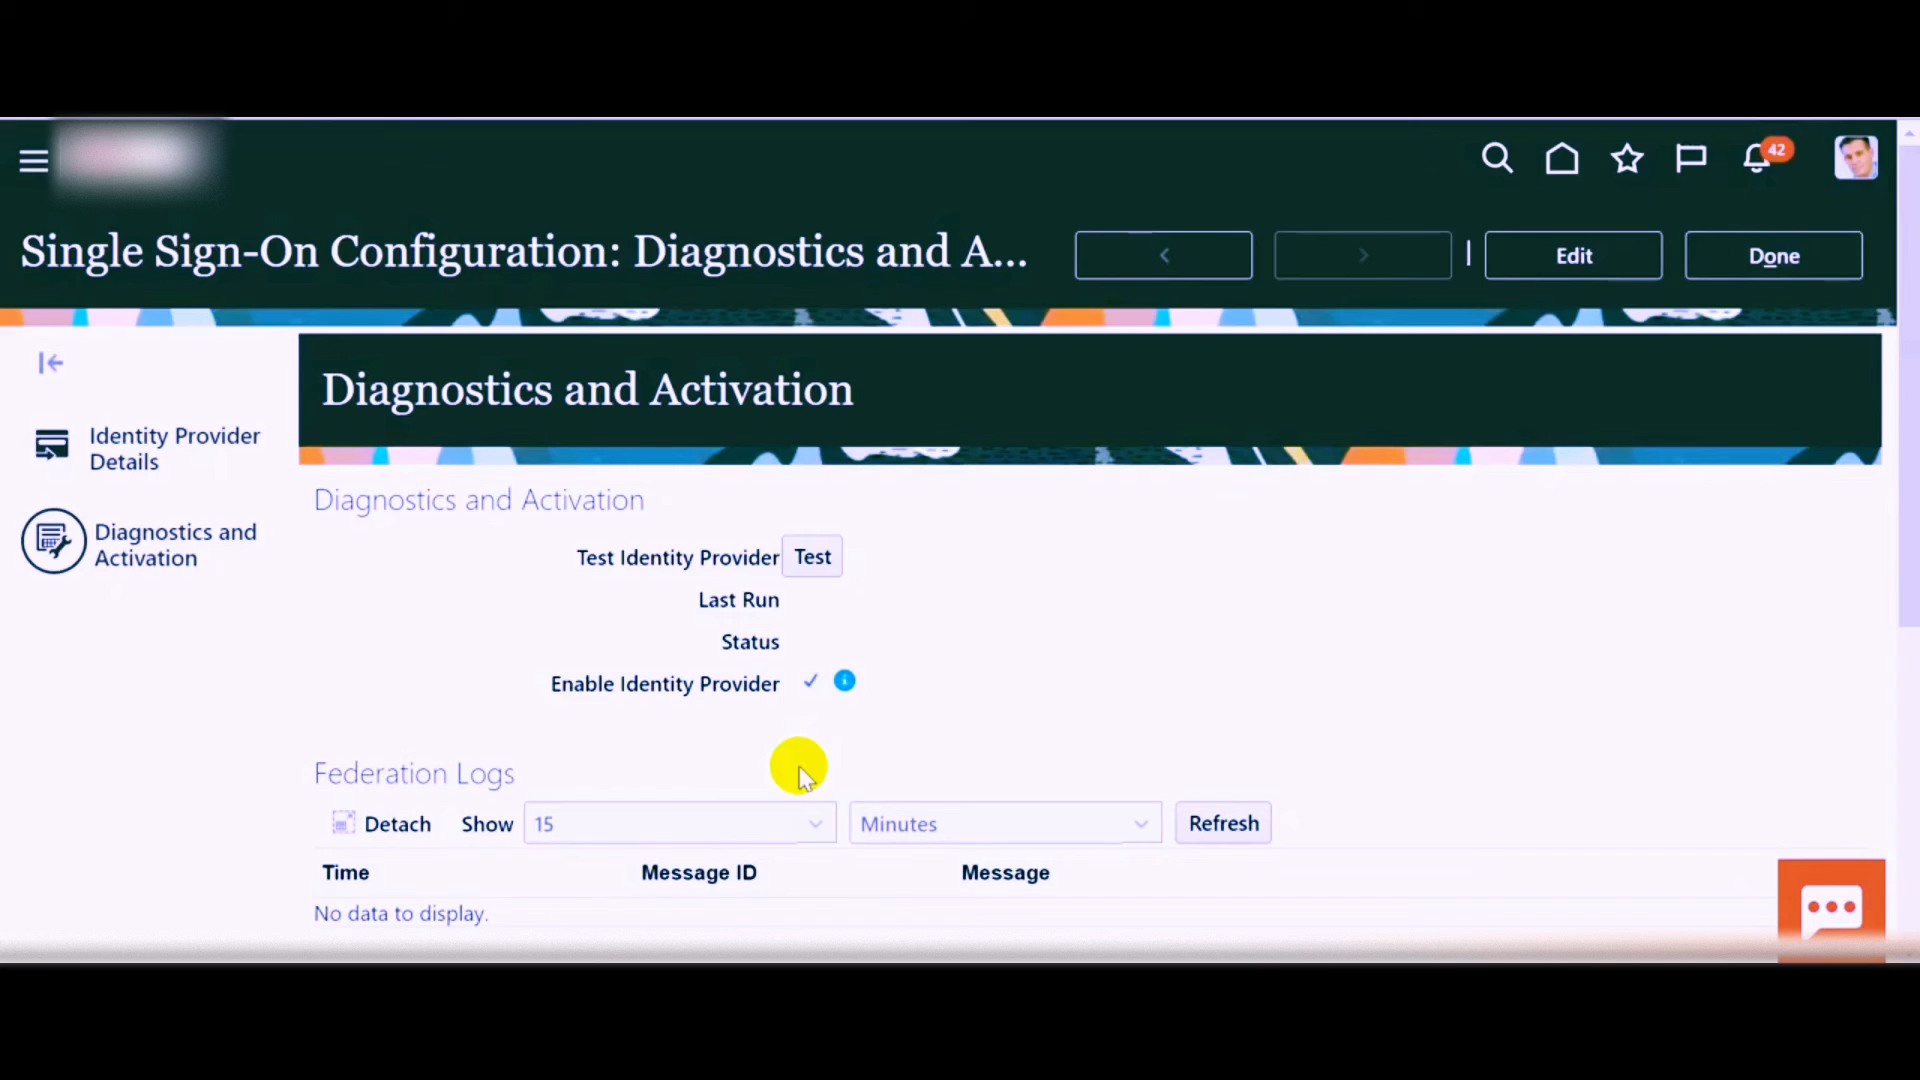 42
Single Sign-On Configuration: Diagnostics and A...
Edit
Done
Diagnostics and Activation
Identity Provider
Details
Diagnostics and
Activation
Diagnostics and Activation
Test Identity Provider Test
Last Run
Status
Enable Identity Provider
Federation Logs
Detach Show 15 Minutes Refresh
Time Message ID Message
No data to display.